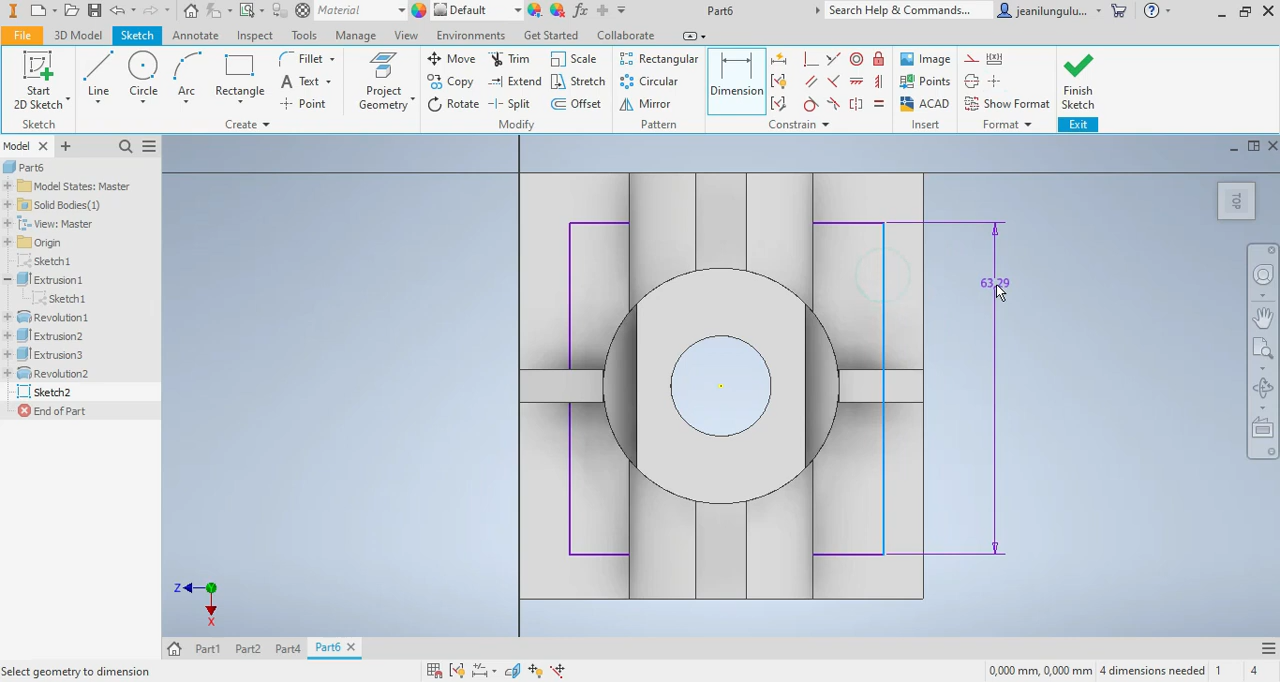 Material Default fx Part6 Search Help & Commands... jeanilungulu...
File 3D Model Sketch Annotate Inspect Tools Manage View Environments Get Started Collaborate
Start 2D Sketch Line Circle Arc Rectangle Fillet Text Point Project Geometry
Move Trim Scale
Copy Extend Stretch
Rotate Split Offset
Rectangular
Circular
Mirror
Dimension
Image
Points
ACAD
Show Format
Finish Sketch
Sketch Create Modify Pattern Constrain Insert Format Exit
Model
Part6
Model States: Master
Solid Bodies(1)
View: Master
Origin
Sketch1
Extrusion1
Sketch1
Revolution1
Extrusion2
Extrusion3
Revolution2
Sketch2
End of Part
TOP
63,29
Z
Y
X
Part1 Part2 Part4 Part6
Select geometry to dimension 0,000 mm, 0,000 mm 4 dimensions needed 1 4